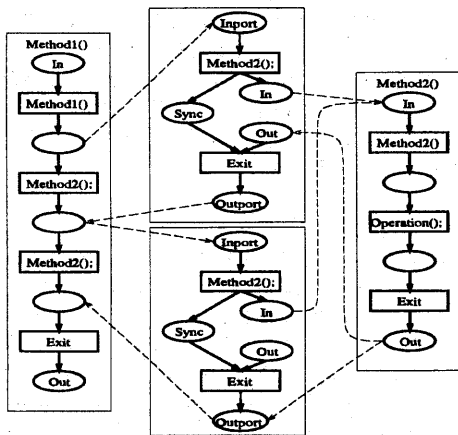 Method1()
In
Method1()
Method2();
Method2();
Exit
Out
Inport
Method2();
In
Sync
Out
Exit
Outport
Inport
Method2();
In
Sync
Out
Exit
Outport
Method2()
In
Method2()
Operation();
Exit
Out